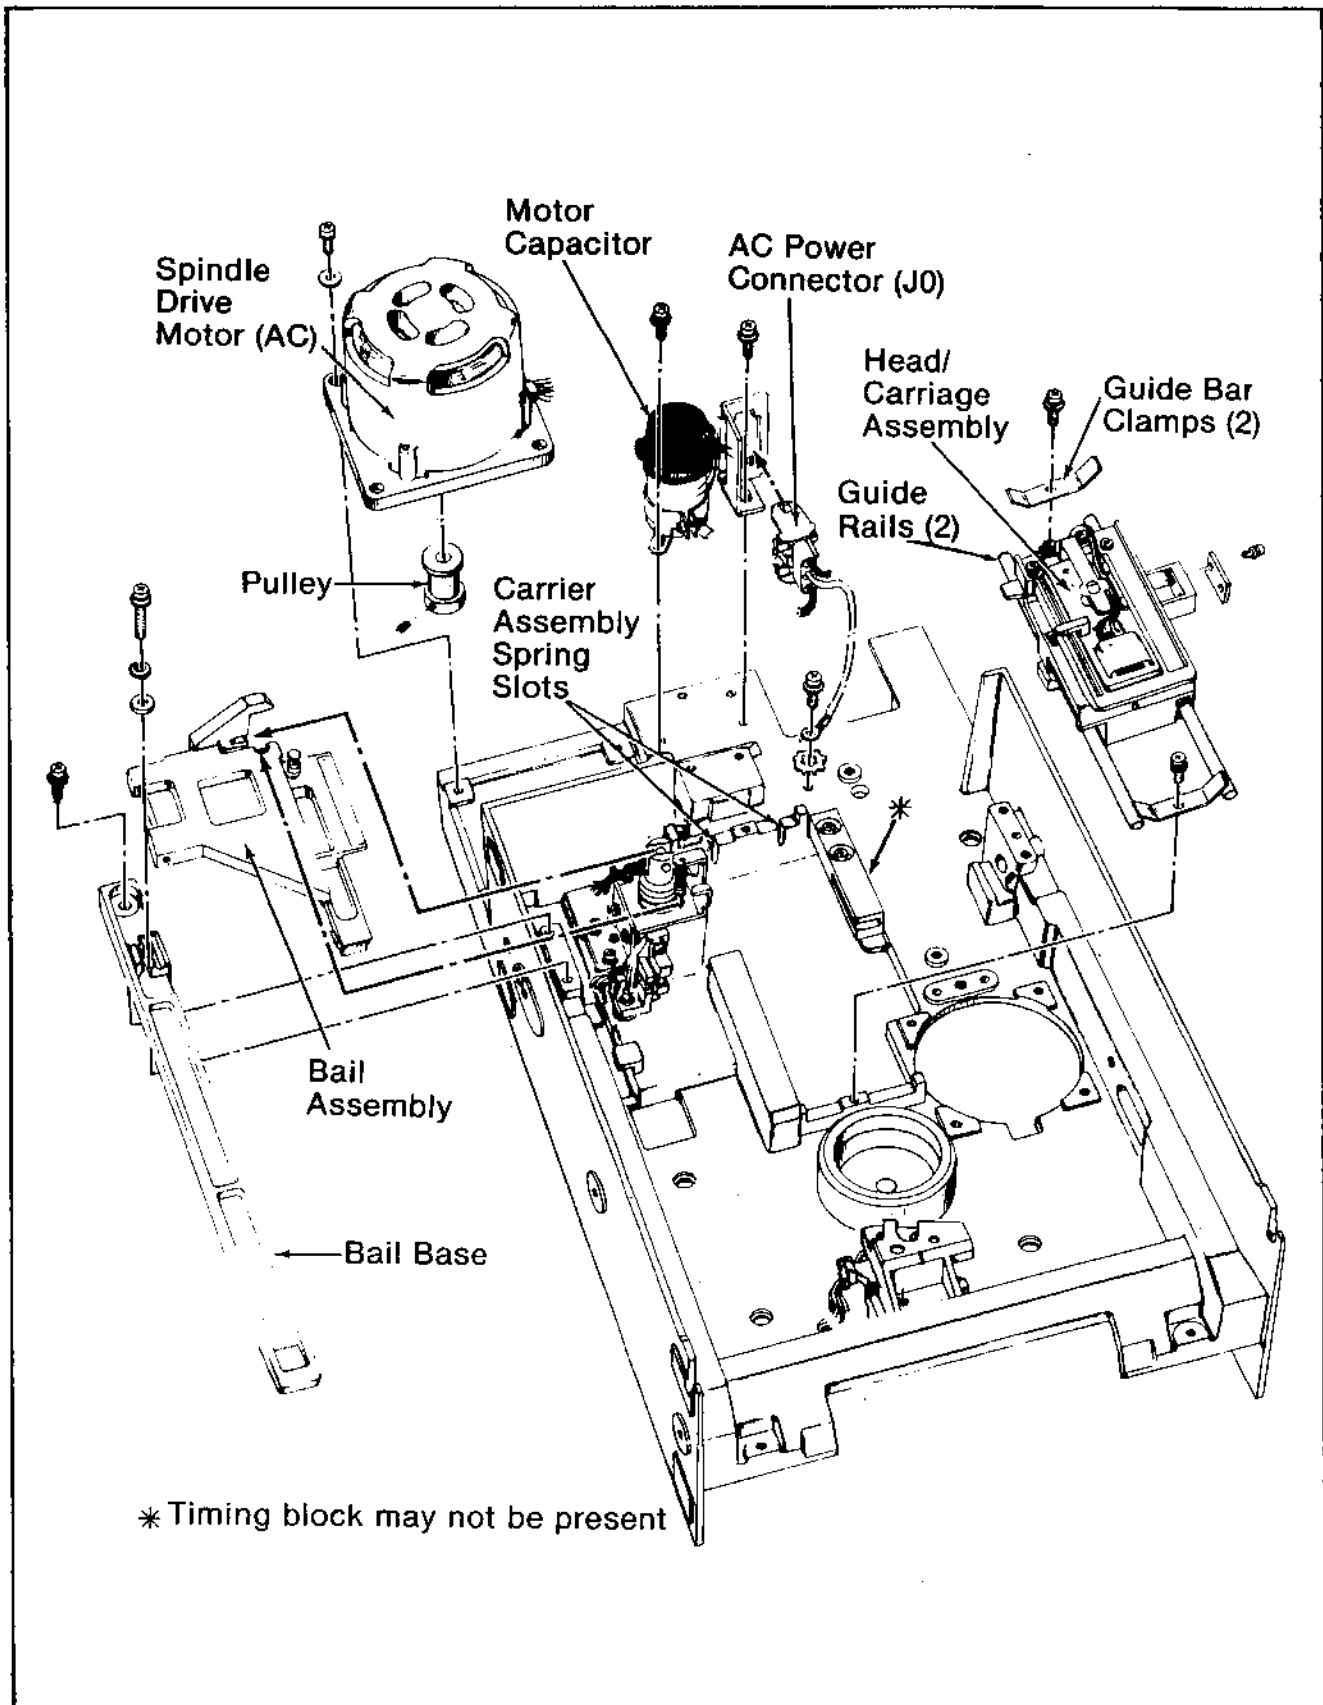 Motor
Capacitor
AC Power
Connector (J0)
Spindle
Drive
Motor (AC)
Head/
Carriage
Assembly
Guide Bar
Clamps (2)
Guide
Rails (2)
Pulley
Carrier
Assembly
Spring
Slots
*
Bail
Assembly
Bail Base
* Timing block may not be present